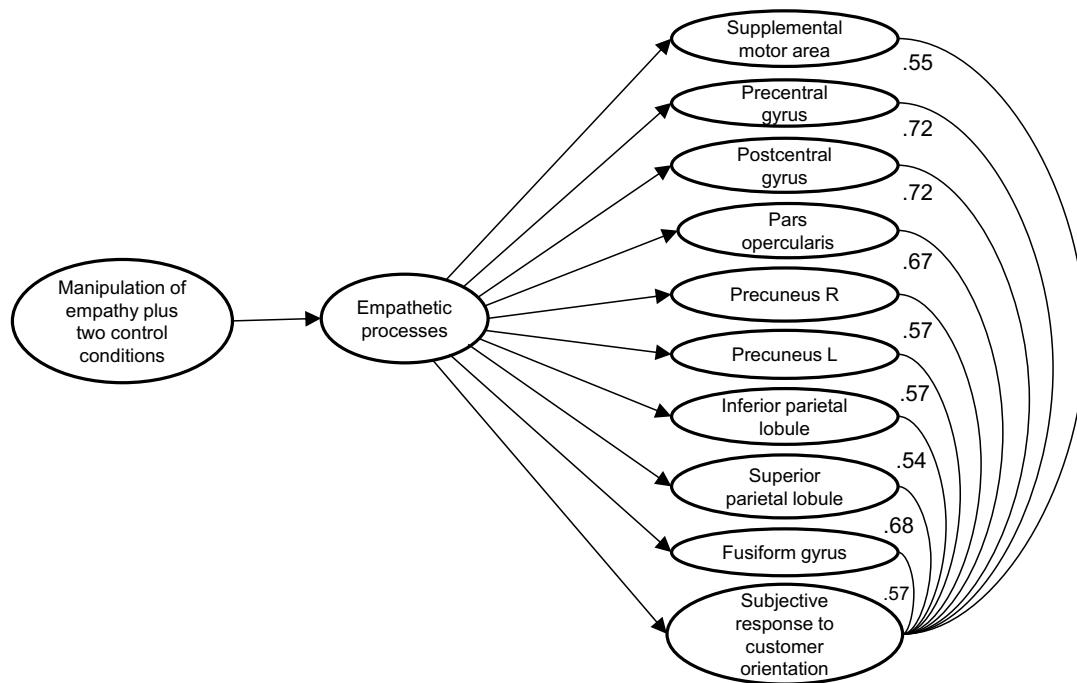 Supplemental
motor area
.55
Precentral
gyrus
.72
Postcentral
gyrus
.72
Pars
opercularis
.67
Manipulation of
empathy plus
two control
conditions
Empathetic
processes
Precuneus R
.57
Precuneus L
.57
Inferior parietal
lobule
.54
Superior
parietal lobule
.68
Fusiform gyrus
.57
Subjective
response to
customer
orientation